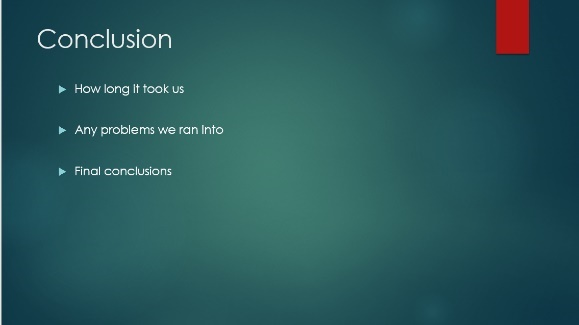 Conclusion
How long it took us
Any problems we ran into
Final conclusions